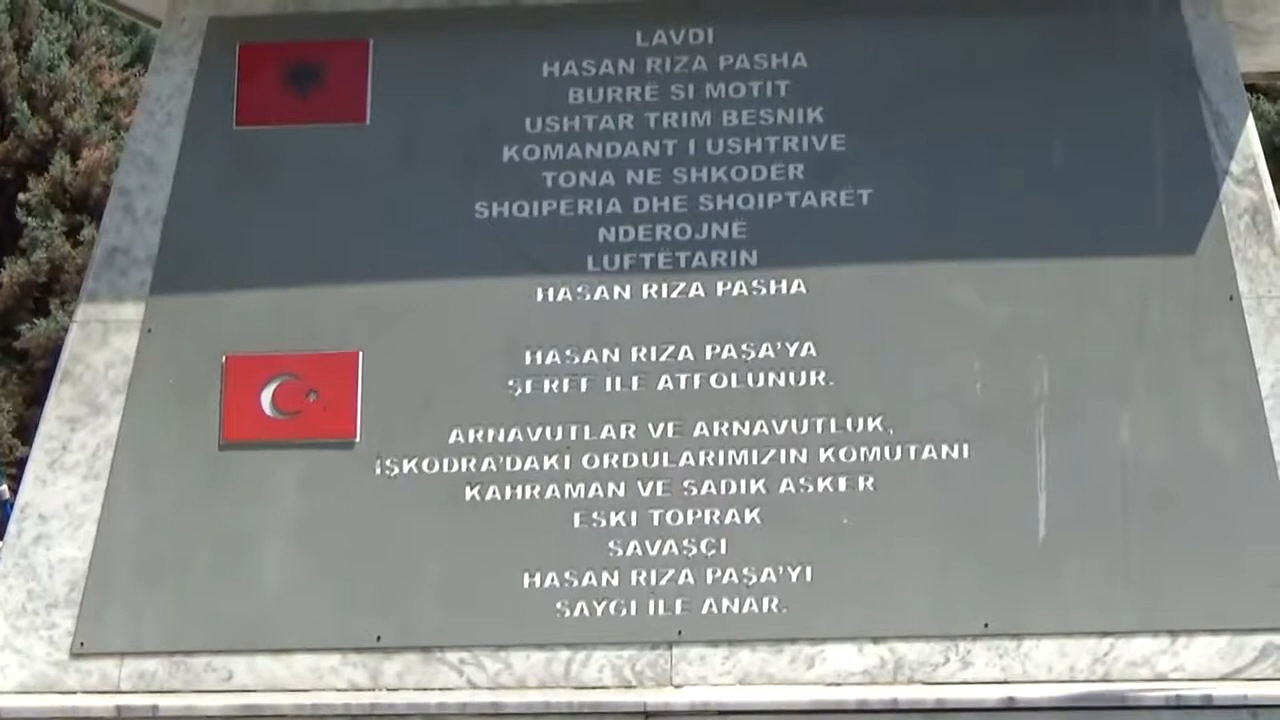 LAVDI
HASAN RIZA PASHA
BURRË SI MOTIT
USHTAR TRIM BESNIK
KOMANDANT I USHTRIVE
TONA NE SHKODËR
SHQIPERIA DHE SHQIPTARËT
NDEROJNË
LUFTËTARIN
HASAN RIZA PASHA
HASAN RIZA PAŞA'YA
ŞEREF İLE ATFOLUNUR.
ARNAVUTLAR VE ARNAVUTLUK,
İŞKODRA'DAKİ ORDULARIMIZIN KOMUTANI
KAHRAMAN VE SADIK ASKER
ESKI TOPRAK
SAVAŞÇI
HASAN RIZA PAŞA'YI
SAYGI İLE ANAR.